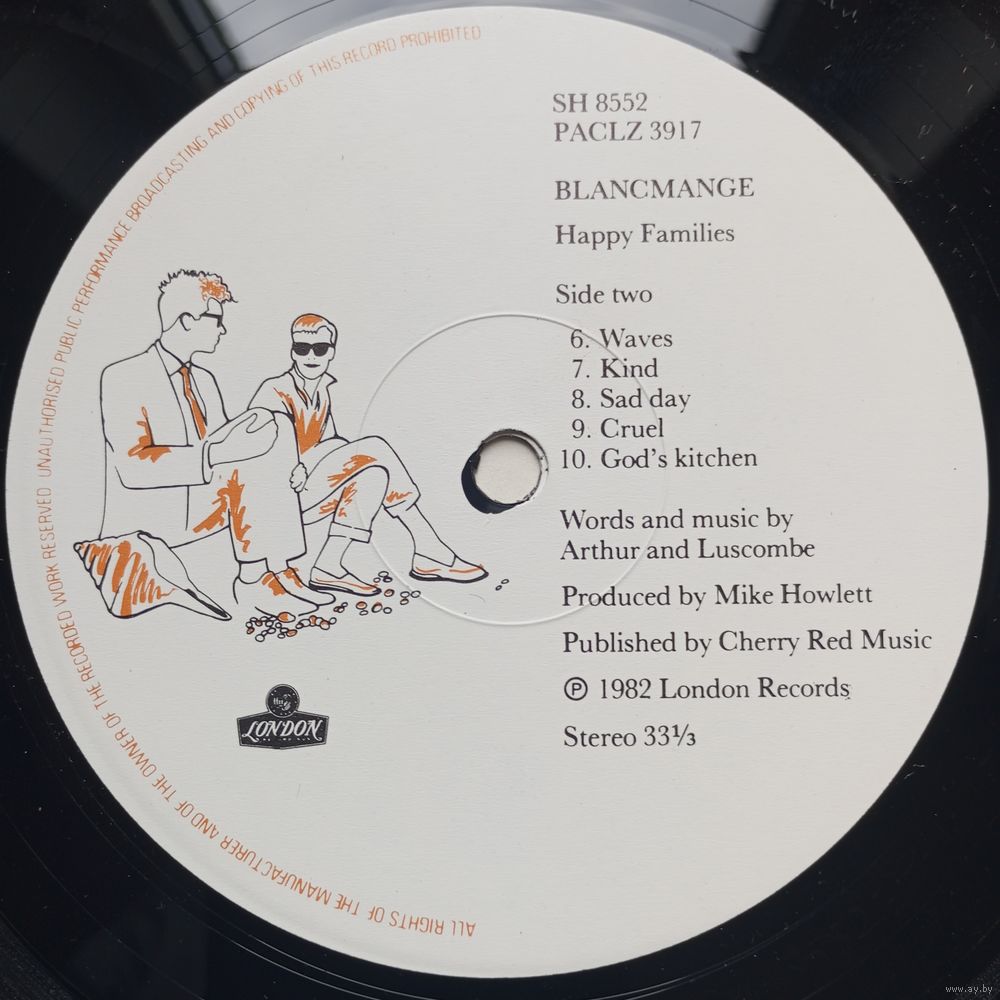 SH 8552
PACLZ 3917
BLANCMANGE
Happy Families
Side two
6. Waves
7. Kind
8. Sad day
9. Cruel
10. God's kitchen
Words and music by
Arthur and Luscombe
Produced by Mike Howlett
Published by Cherry Red Music
℗ 1982 London Records
Stereo 33⅓
LONDON
ALL RIGHTS OF THE MANUFACTURER AND OF THE OWNER OF THE RECORDED WORK RESERVED UNAUTHORISED PUBLIC PERFORMANCE BROADCASTING AND COPYING OF THIS RECORD PROHIBITED
www.ay.by